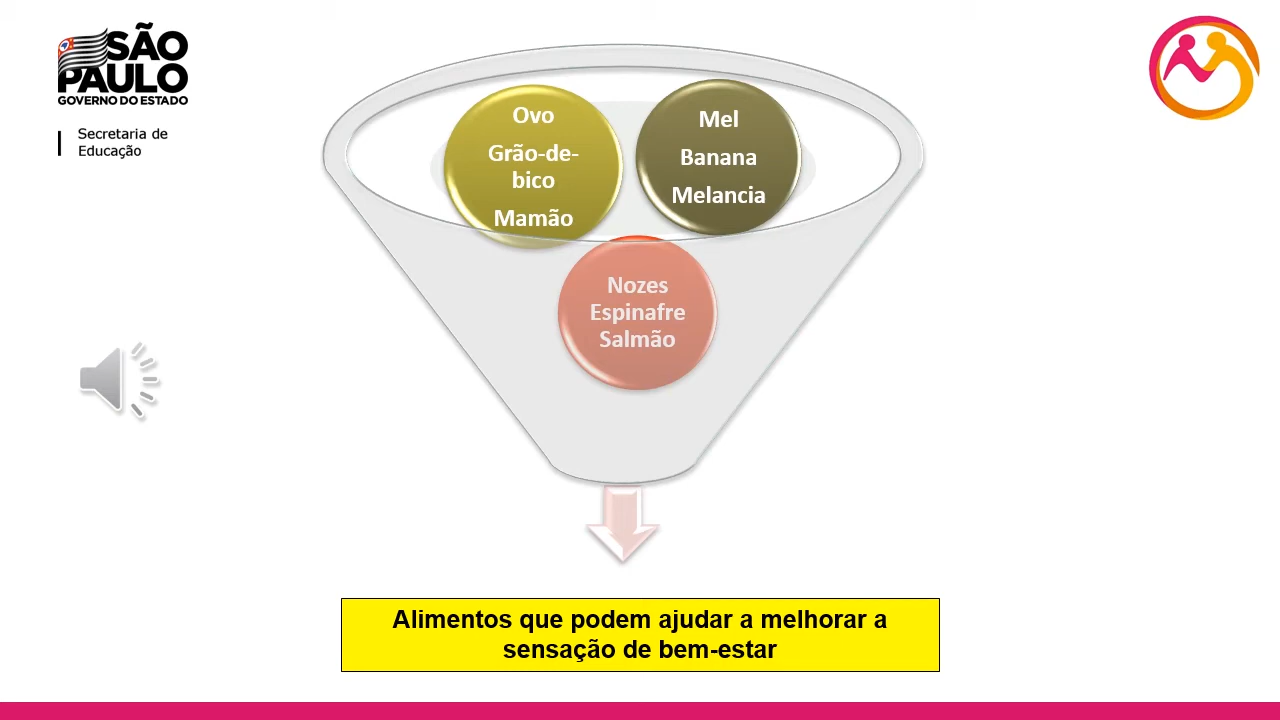 SÃO
PAULO
GOVERNO DO ESTADO
Secretaria de
Educação
Ovo
Grão-de-
bico
Mamão
Mel
Banana
Melancia
Nozes
Espinafre
Salmão
Alimentos que podem ajudar a melhorar a
sensação de bem-estar